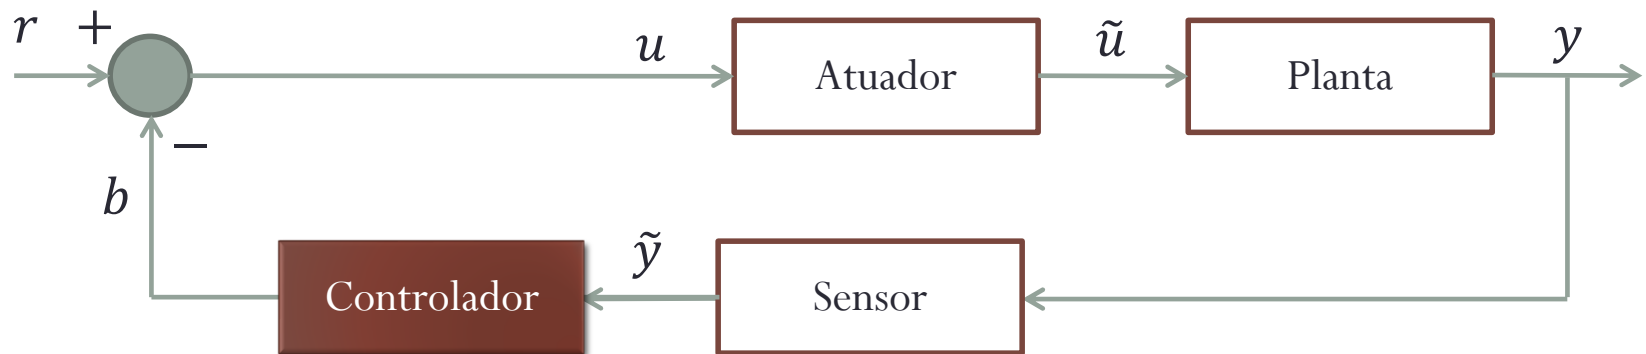 r + u Atuador ũ Planta y
−
b
Controlador ỹ Sensor